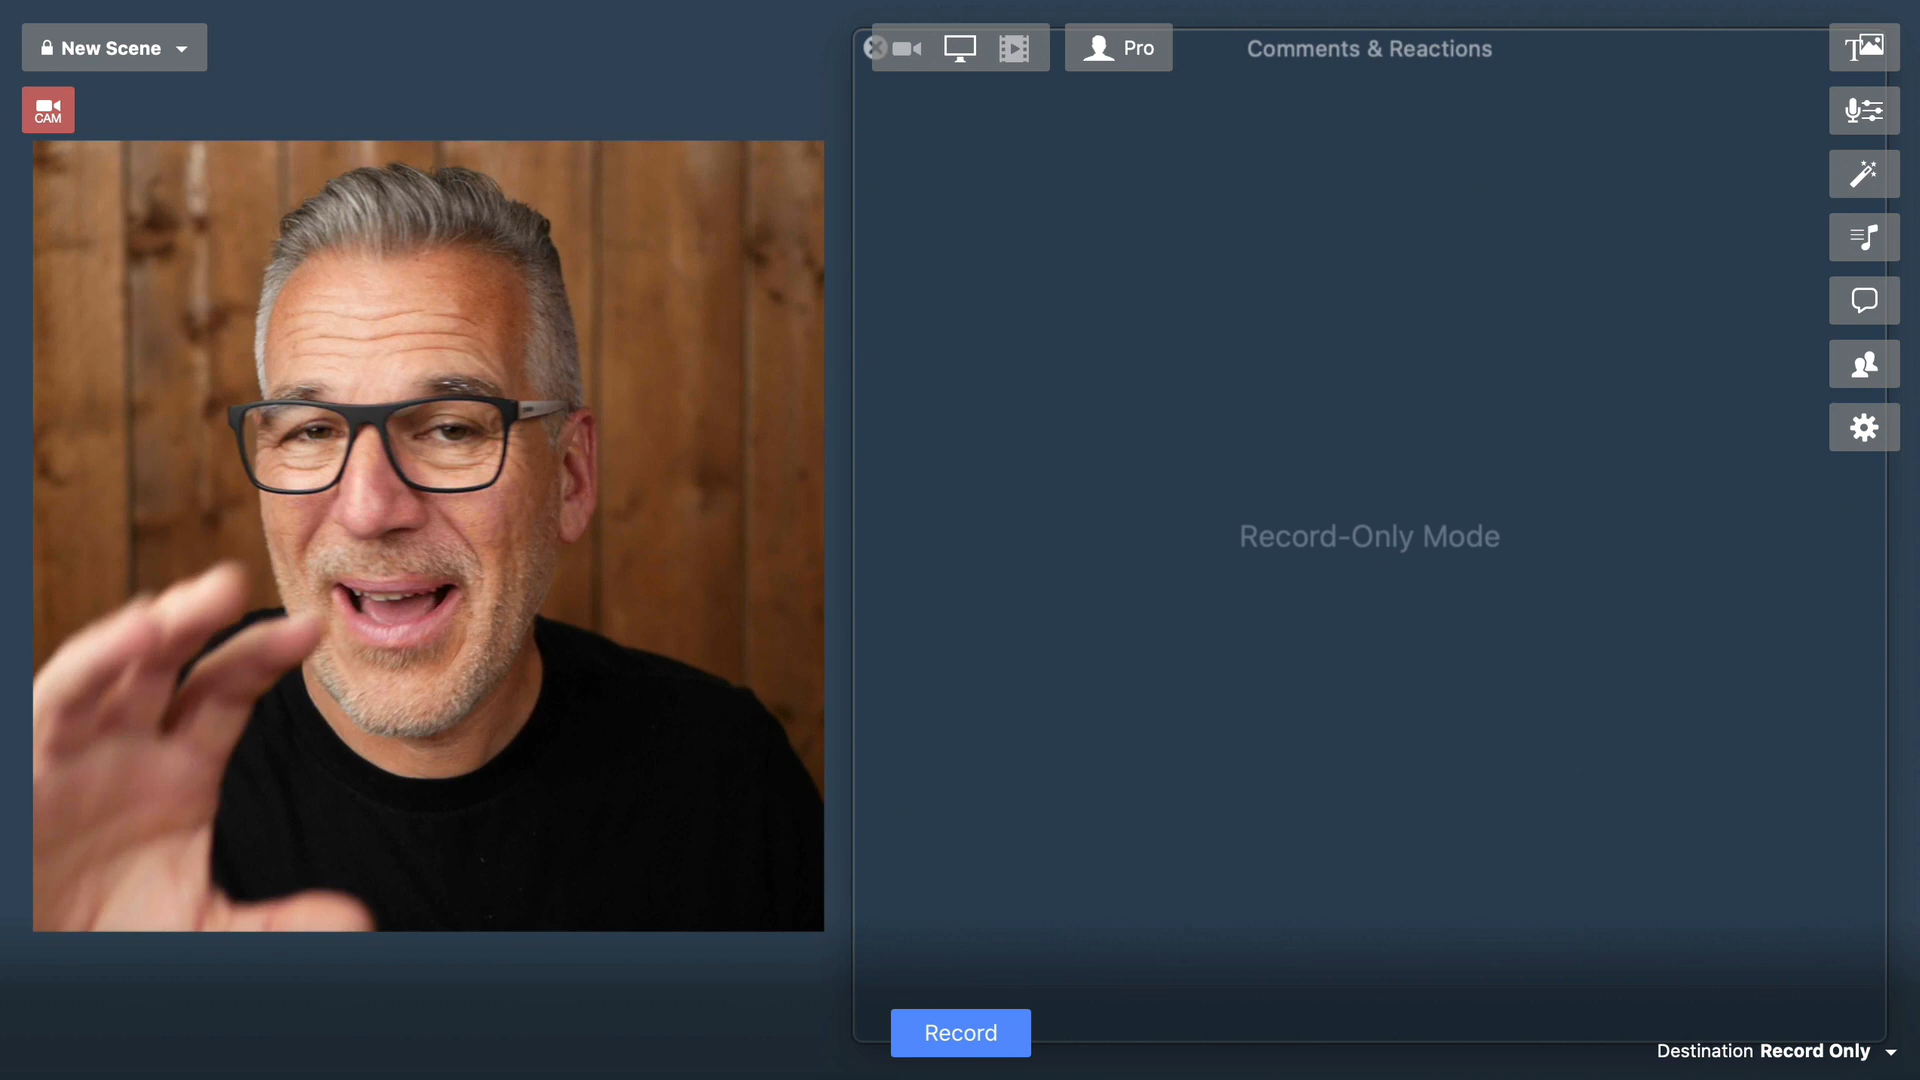 New Scene
Pro
Comments & Reactions
T
CAM
Record-Only Mode
Record
Destination Record Only